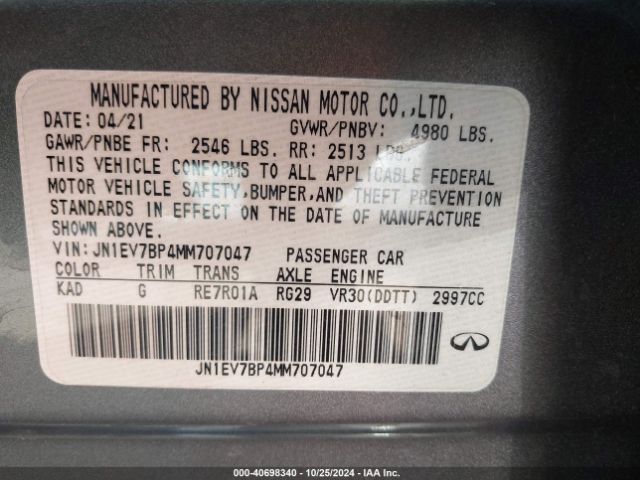 MANUFACTURED BY NISSAN MOTOR CO.,LTD.
DATE: 04/21 GVWR/PNBV: 4980 LBS.
GAWR/PNBE FR: 2546 LBS. RR: 2513 LBS.
THIS VEHICLE CONFORMS TO ALL APPLICABLE FEDERAL
MOTOR VEHICLE SAFETY,BUMPER,AND THEFT PREVENTION
STANDARDS IN EFFECT ON THE DATE OF MANUFACTURE
SHOWN ABOVE.
VIN: JN1EV7BP4MM707047 PASSENGER CAR
COLOR TRIM TRANS AXLE ENGINE
KAD G RE7R01A RG29 VR30(DDTT) 2997CC
JN1EV7BP4MM707047
000-40698340 - 10/25/2024 - IAA Inc.